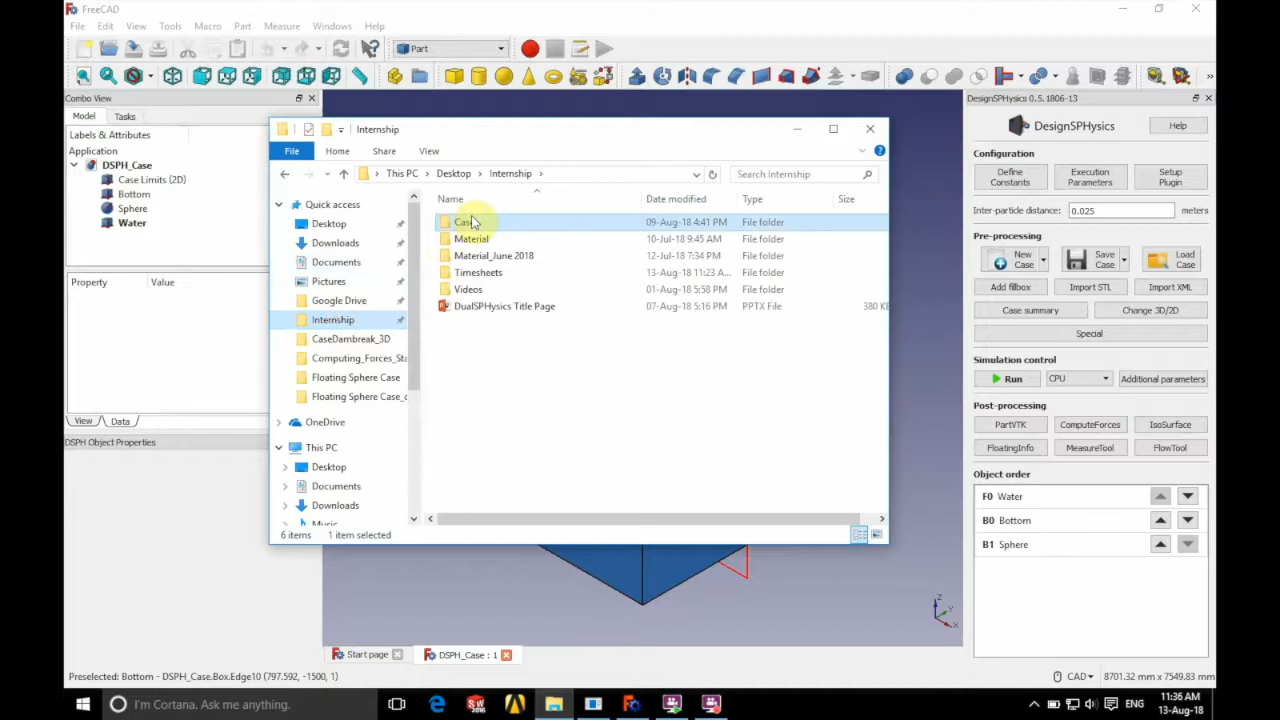 FreeCAD
File Edit View Tools Macro Part Measure Windows Help
Part
Combo View
Model Tasks
Labels & Attributes
Application
DSPH_Case
Case Limits (2D)
Bottom
Sphere
Water
Property Value
View Data
DSPH Object Properties
Internship
File Home Share View
This PC Desktop Internship
Search Internship
Quick access
Desktop
Downloads
Documents
Pictures
Google Drive
Internship
CaseDambreak_3D
Computing_Forces_Sta
Floating Sphere Case
Floating Sphere Case_c
OneDrive
This PC
Desktop
Documents
Downloads
Name Date modified Type Size
09-Aug-18 4:41 PM File folder
Material 10-Jul-18 9:45 AM File folder
Material_June 2018 12-Jul-18 7:34 PM File folder
Timesheets 13-Aug-18 11:23 A... File folder
Videos 01-Aug-18 5:58 PM File folder
DualSPHysics Title Page 07-Aug-18 5:16 PM PPTX File 380 KB
6 items 1 item selected
DesignSPHysics 0.5.1806-13
DesignSPHysics Help
Configuration
Define Constants
Execution Parameters
Setup Plugin
Inter-particle distance: 0.025 meters
Pre-processing
New Case
Save Case
Load Case
Add fillbox Import STL Import XML
Case summary Change 3D/2D
Special
Simulation control
Run CPU Additional parameters
Post-processing
PartVTK ComputeForces IsoSurface
FloatingInfo MeasureTool FlowTool
Object order
F0 Water
B0 Bottom
B1 Sphere
Z
Y
X
Start page DSPH_Case : 1
Preselected: Bottom - DSPH_Case.Box.Edge10 (797.592, -1500, 1)
CAD 8701.32 mm x 7549.83 mm
I'm Cortana. Ask me anything.
ENG
11:36 AM
13-Aug-18